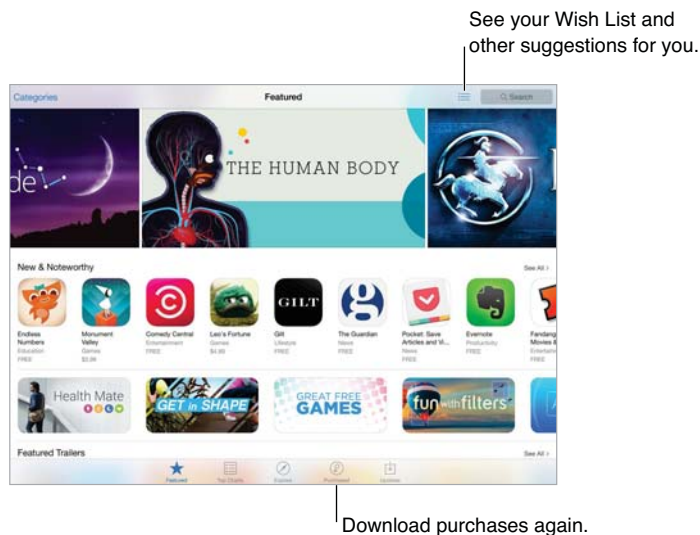 See your Wish List and
other suggestions for you.
Categories
Featured
Search
de
THE HUMAN BODY
New & Noteworthy
See All >
Endless
Numbers
Education
FREE
Monument
Valley
Games
$3.99
Comedy Central
Entertainment
FREE
Leo's Fortune
Games
$4.99
GILT
Gilt
Lifestyle
FREE
The Guardian
News
FREE
Pocket: Save
Articles and Vi...
News
FREE
Evernote
Productivity
FREE
Fandang
Movies &
Entertainm
FREE
Health Mate
GET in SHAPE
GREAT FREE
GAMES
fun with filters
Featured Trailers
See All >
Featured
Top Charts
Explore
Purchased
Updates
Download purchases again.